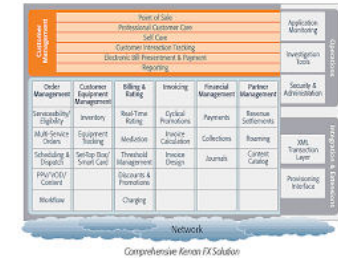 Customer
Management
Point of Sale
Professional Customer Care
Self Care
Customer Interaction Tracking
Electronic Bill Presentment & Payment
Reporting
Application
Monitoring
Investigation
Tools
Security &
Administration
Operations
Order
Management
Serviceability/
Eligibility
Multi-Service
Orders
Scheduling &
Dispatch
PPV/VOD/
Content
Workflow
Customer
Equipment
Management
Inventory
Equipment
Tracking
Set-Top Box/
Smart Card
Billing &
Rating
Real-Time
Rating
Mediation
Threshold
Management
Discounts &
Promotions
Charging
Invoicing
Cyclical
Promotions
Invoice
Calculation
Invoice
Design
Financial
Management
Payments
Collections
Journals
Partner
Management
Revenue
Settlements
Roaming
Content
Catalog
XML
Transaction
Layer
Provisioning
Interface
Integration & Extensions
Network
Comprehensive Kenan FX Solution